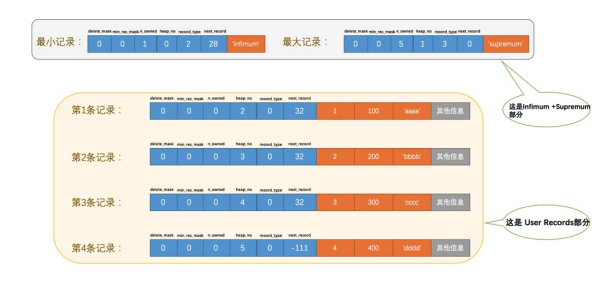 delete_mask min_rec_mask n_owned heap_no record_type next_record
delete_mask min_rec_mask n_owned heap_no record_type next_record
最小记录： 0 0 1 0 2 28 'infimum'
最大记录： 0 0 5 1 3 0 'supremum'
这是Infimum +Supremum
部分
delete_mask min_rec_mask n_owned heap_no record_type next_record
第1条记录： 0 0 0 2 0 32 1 100 'aaaa' 其他信息
delete_mask min_rec_mask n_owned heap_no record_type next_record
第2条记录： 0 0 0 3 0 32 2 200 'bbbb' 其他信息
delete_mask min_rec_mask n_owned heap_no record_type next_record
第3条记录： 0 0 0 4 0 32 3 300 'cccc' 其他信息
这是 User Records部分
delete_mask min_rec_mask n_owned heap_no record_type next_record
第4条记录： 0 0 0 5 0 -111 4 400 'dddd' 其他信息